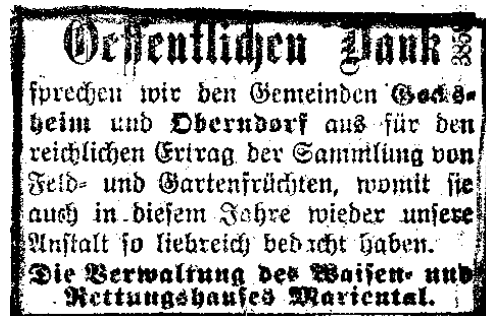 Oeffentlichen Dank
sprechen wir den Gemeinden Gochs-
heim und Oberndorf aus für den
reichlichen Ertrag der Sammlung von
Feld- und Gartenfrüchten, womit sie
auch in diesem Jahre wieder unsere
Anstalt so liebreich bedacht haben.
Die Verwaltung des Waisen- und
Rettungshauses Mariental.